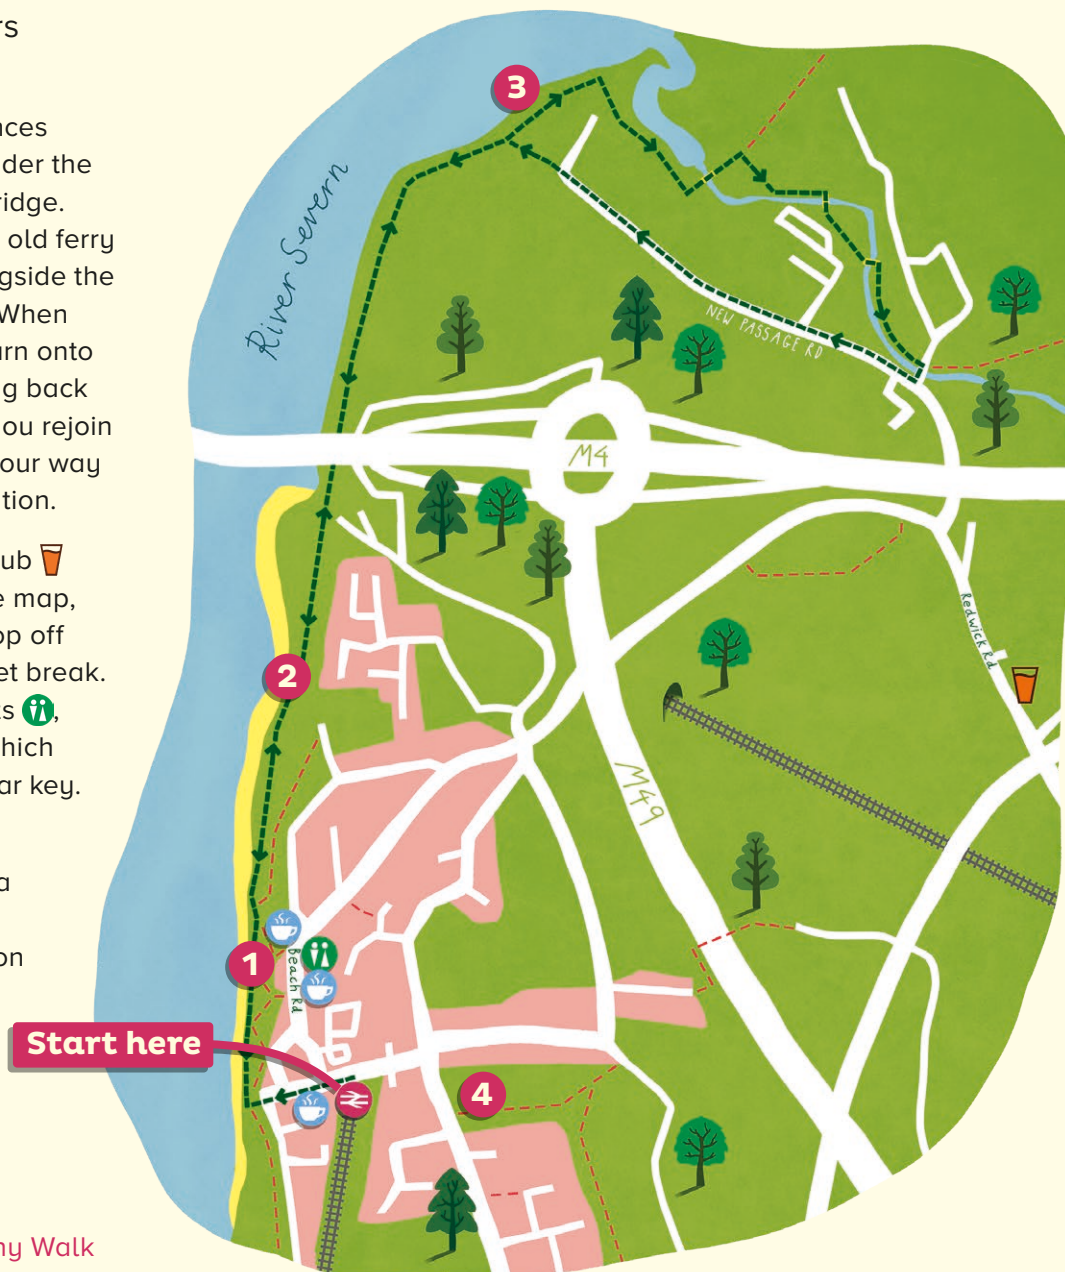 rs
nces
der the
ridge.
old ferry
gside the
When
urn onto
g back
ou rejoin
our way
tion.
ub
e map,
op off
et break.
ts ,
hich
ar key.
a
on
ny Walk
3
River Severn
NEW PASSAGE RD
M4
Redwick Rd
2
M49
1
Beach Rd
Start here
4